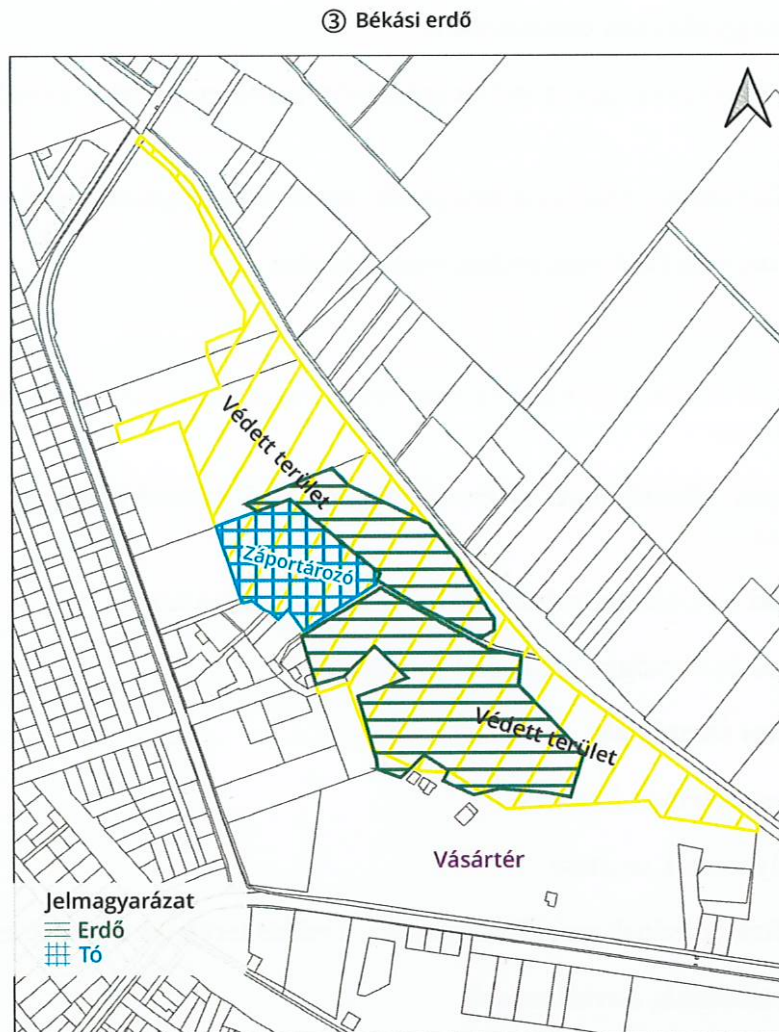 ③ Békási erdő
Védett terület
Záportározó
Védett terület
Vásártér
Jelmagyarázat
Erdő
Tó